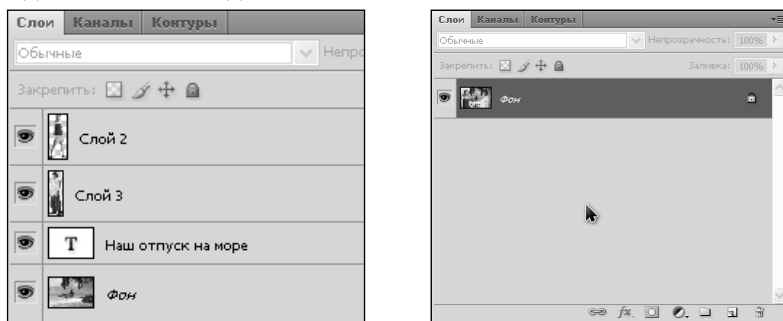 Слои Каналы Контуры
Обычные Непро
Закрепить:
Слой 2
Слой 3
T Наш отпуск на море
Фон
Слои Каналы Контуры
Обычные Непрозрачность: 100%
Закрепить: Заливка: 100%
Фон
fx.